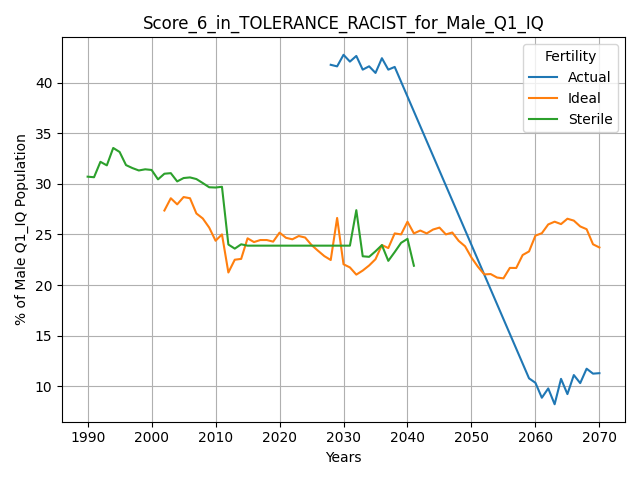 Score_6_in_TOLERANCE_RACIST_for_Male_Q1_IQ
Fertility
Actual
Ideal
Sterile
% of Male Q1_IQ Population
40
35
30
25
20
15
10
1990 2000 2010 2020 2030 2040 2050 2060 2070
Years